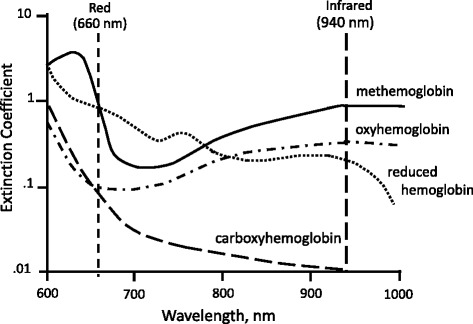 Red
(660 nm)
Infrared
(940 nm)
10
1
.1
.01
Extinction Coefficient
methemoglobin
oxyhemoglobin
reduced
hemoglobin
carboxyhemoglobin
600
700
800
900
1000
Wavelength, nm